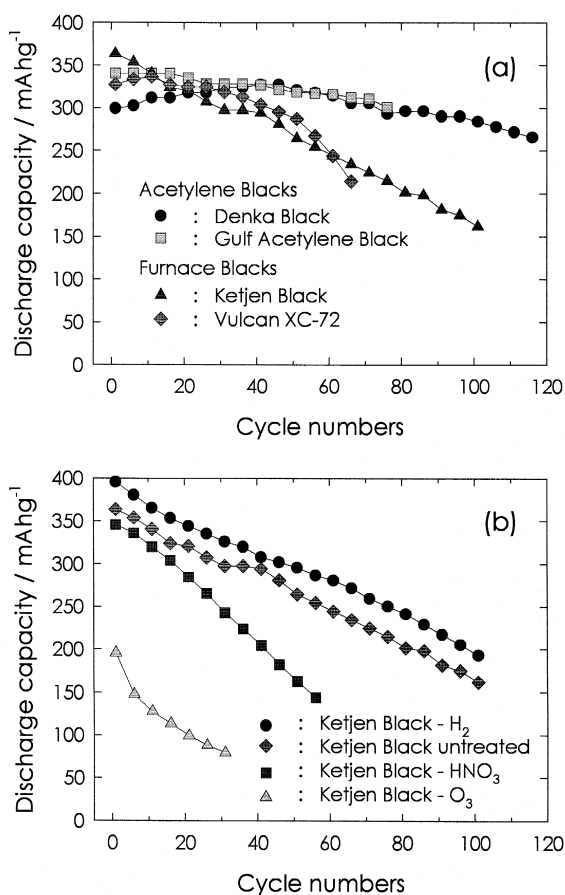 (a)
Discharge capacity / mAhg⁻¹
400
350
300
250
200
150
100
50
0
Acetylene Blacks
: Denka Black
: Gulf Acetylene Black
Furnace Blacks
: Ketjen Black
: Vulcan XC-72
0 20 40 60 80 100 120
Cycle numbers
(b)
Discharge capacity / mAhg⁻¹
400
350
300
250
200
150
100
50
0
: Ketjen Black - H₂
: Ketjen Black untreated
: Ketjen Black - HNO₃
: Ketjen Black - O₃
0 20 40 60 80 100 120
Cycle numbers